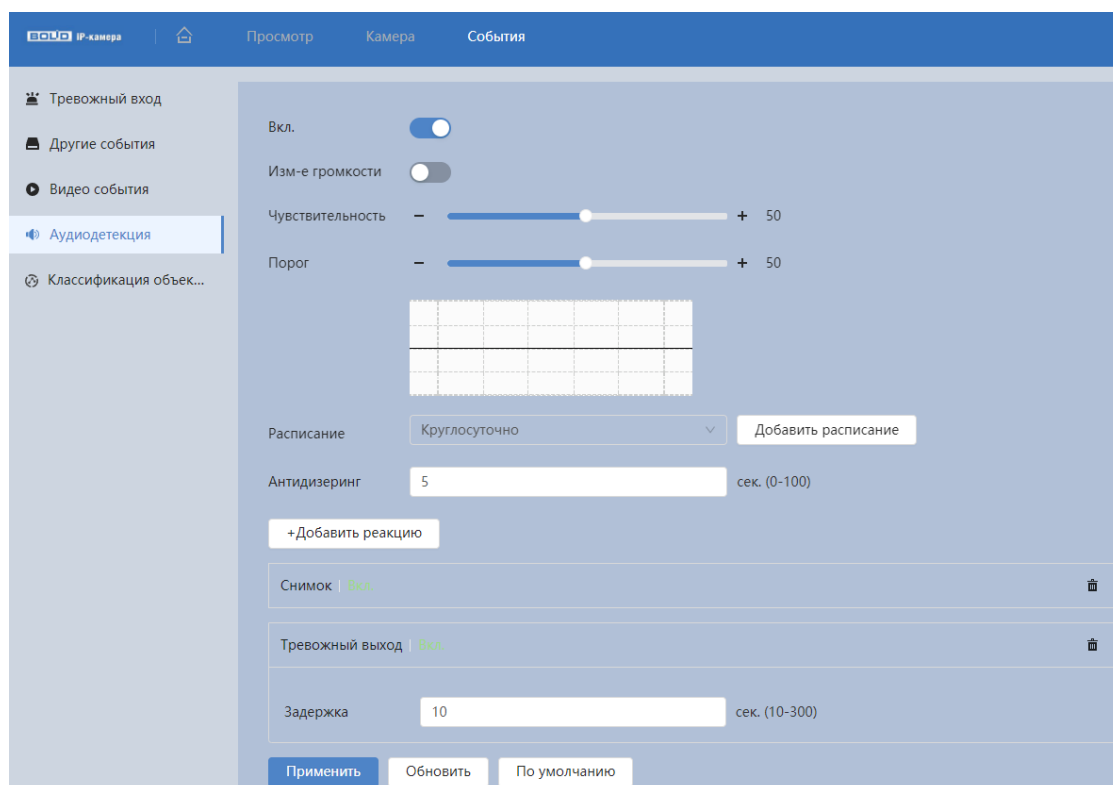 BOLID IP-камера
Просмотр Камера События
Тревожный вход
Другие события
Видео события
Аудиодетекция
Классификация объек...
Вкл.
Изм-е громкости
Чувствительность − + 50
Порог − + 50
Расписание Круглосуточно Добавить расписание
Антидизеринг 5 сек. (0-100)
+Добавить реакцию
Снимок | Вкл.
Тревожный выход | Вкл.
Задержка 10 сек. (10-300)
Применить Обновить По умолчанию